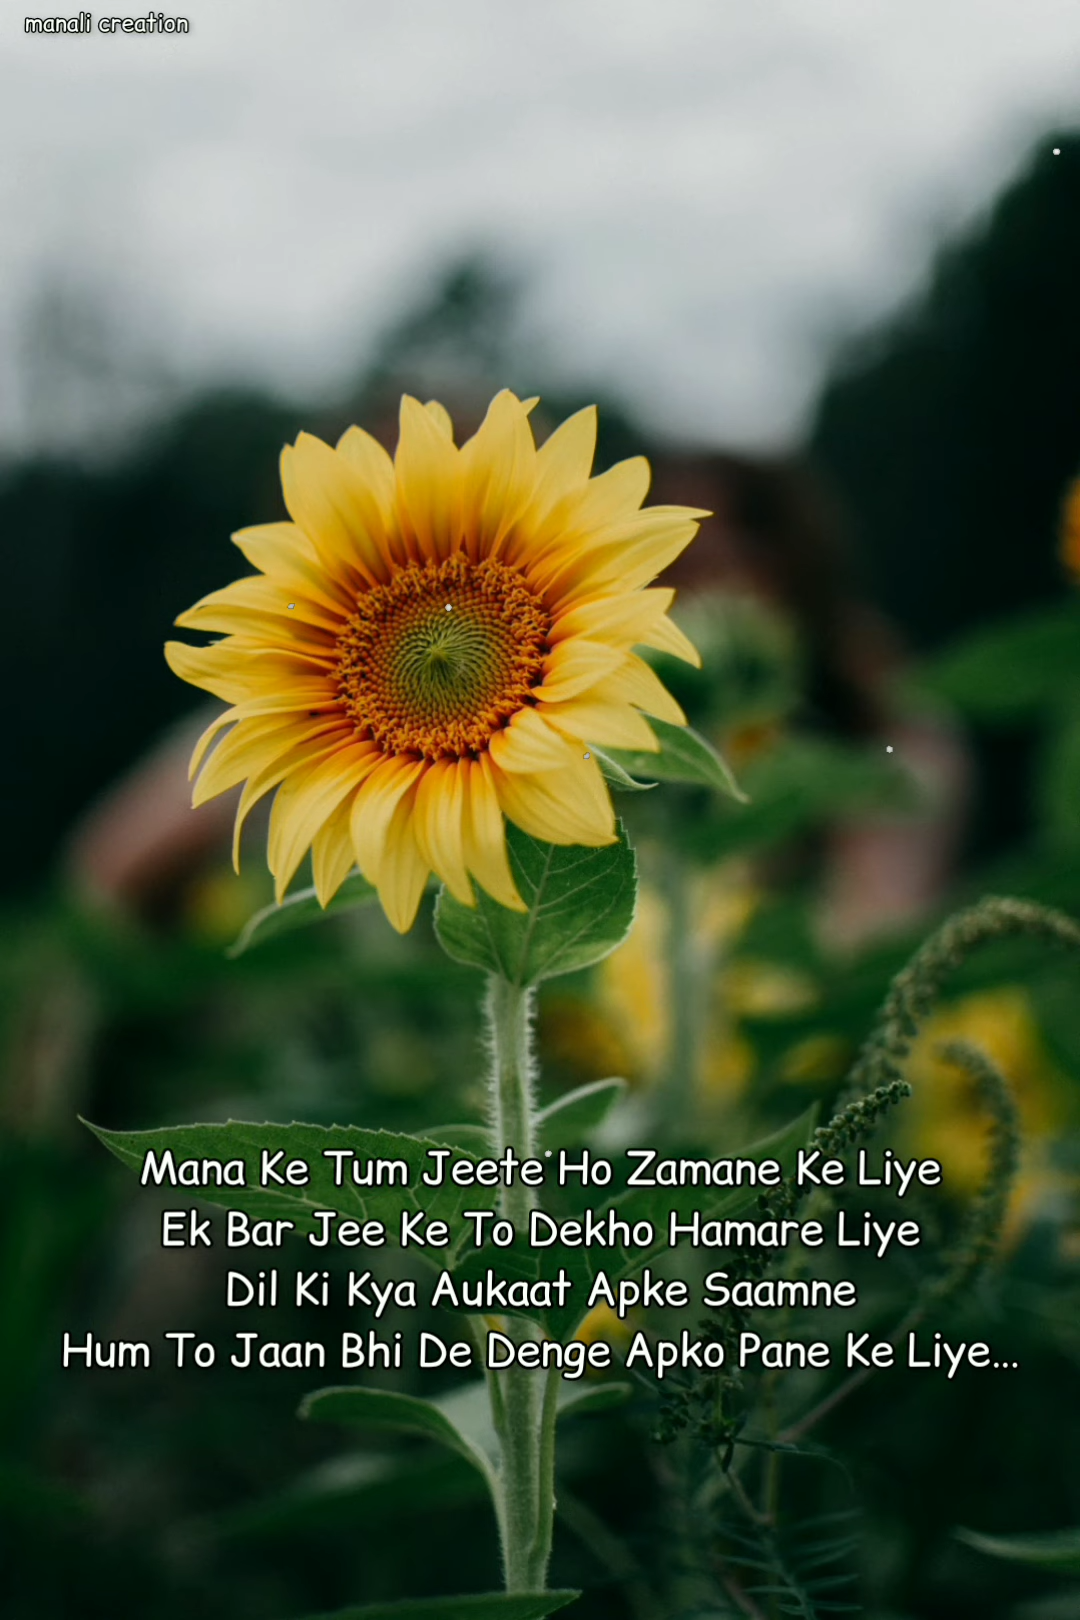 manali creation
Mana Ke Tum Jeete Ho Zamane Ke Liye
Ek Bar Jee Ke To Dekho Hamare Liye
Dil Ki Kya Aukaat Apke Saamne
Hum To Jaan Bhi De Denge Apko Pane Ke Liye...